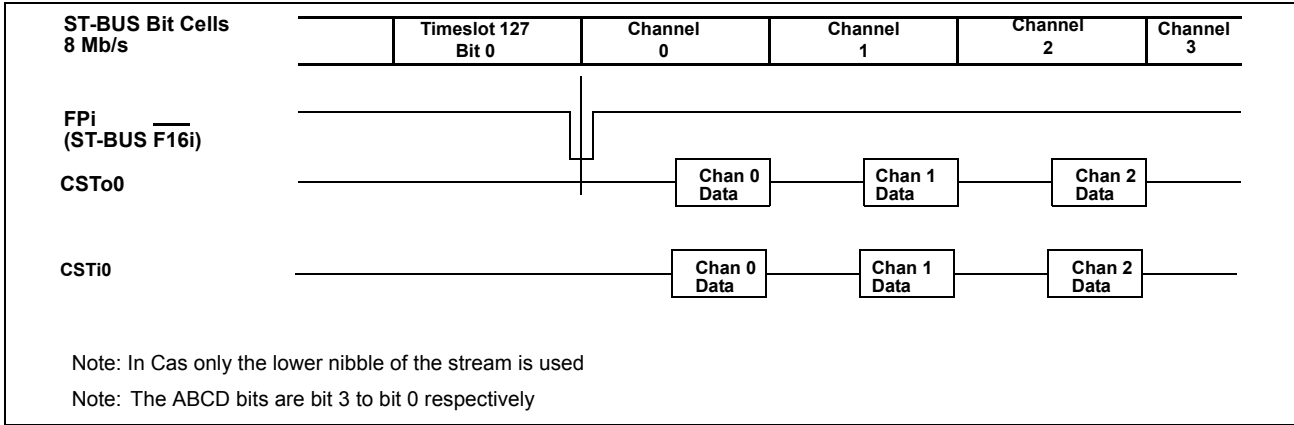 ST-BUS Bit Cells
8 Mb/s
Timeslot 127
Bit 0
Channel
0
Channel
1
Channel
2
Channel
3
FPi
(ST-BUS F16i)
CSTo0
Chan 0
Data
Chan 1
Data
Chan 2
Data
CSTi0
Chan 0
Data
Chan 1
Data
Chan 2
Data
Note: In Cas only the lower nibble of the stream is used
Note: The ABCD bits are bit 3 to bit 0 respectively